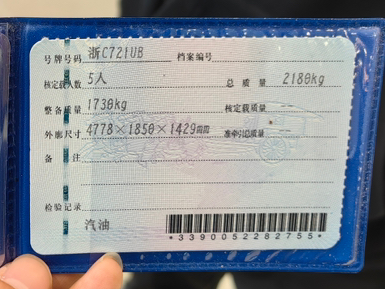 号牌号码 浙C721UB 档案编号
核定载人数 5人 总质量 2180kg
整备质量 1730kg 核定载质量
外廓尺寸 4778×1850×1429mm 准牵引总质量
备注
检验记录
汽油
*3390052282755*